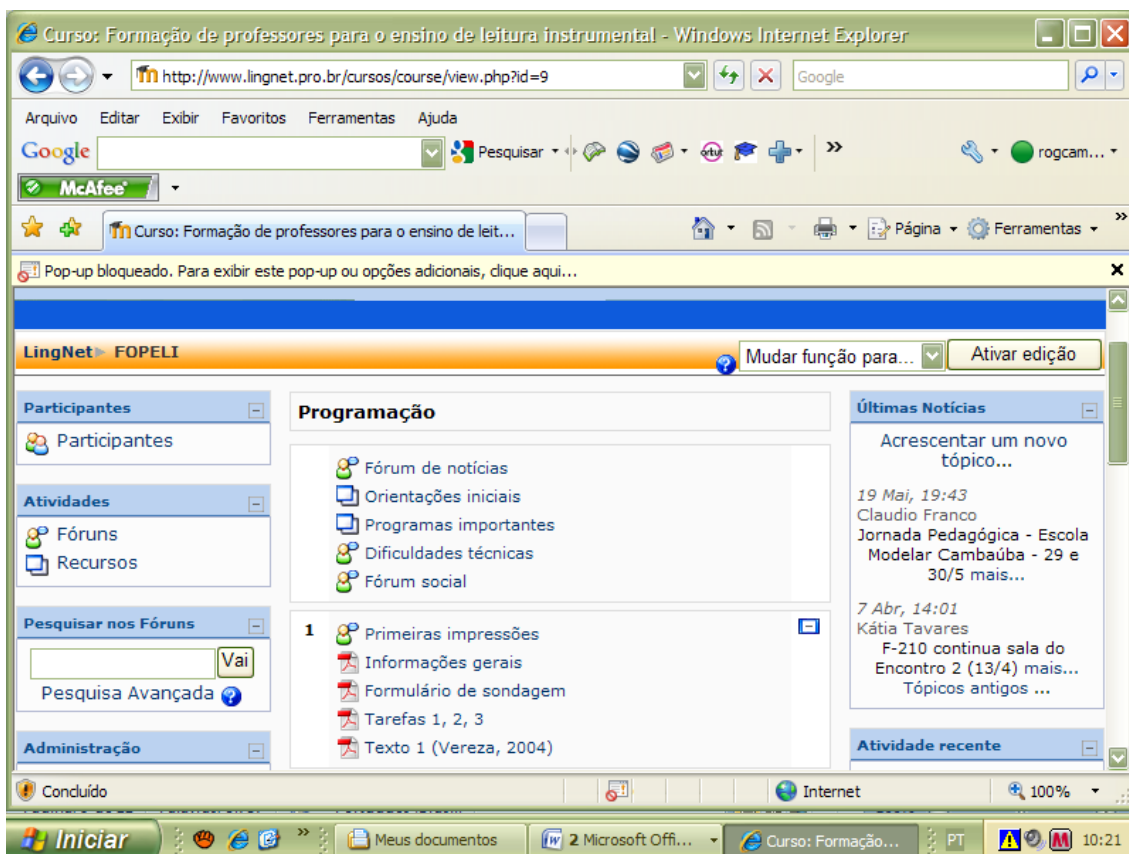 Curso: Formação de professores para o ensino de leitura instrumental - Windows Internet Explorer
http://www.lingnet.pro.br/cursos/course/view.php?id=9
Google
Arquivo Editar Exibir Favoritos Ferramentas Ajuda
Google Pesquisar ortut » rogcam...
McAfee
Curso: Formação de professores para o ensino de leit... Página Ferramentas »
Pop-up bloqueado. Para exibir este pop-up ou opções adicionais, clique aqui...
LingNet► FOPELI
Mudar função para... Ativar edição
Participantes
Participantes
Atividades
Fóruns
Recursos
Pesquisar nos Fóruns
Vai
Pesquisa Avançada
Administração
Programação
Fórum de notícias
Orientações iniciais
Programas importantes
Dificuldades técnicas
Fórum social
1 Primeiras impressões
Informações gerais
Formulário de sondagem
Tarefas 1, 2, 3
Texto 1 (Vereza, 2004)
Últimas Notícias
Acrescentar um novo
tópico...
19 Mai, 19:43
Claudio Franco
Jornada Pedagógica - Escola
Modelar Cambaúba - 29 e
30/5 mais...
7 Abr, 14:01
Kátia Tavares
F-210 continua sala do
Encontro 2 (13/4) mais...
Tópicos antigos ...
Atividade recente
Concluído Internet 100%
Iniciar » Meus documentos 2 Microsoft Offi... Curso: Formação... PT 10:21